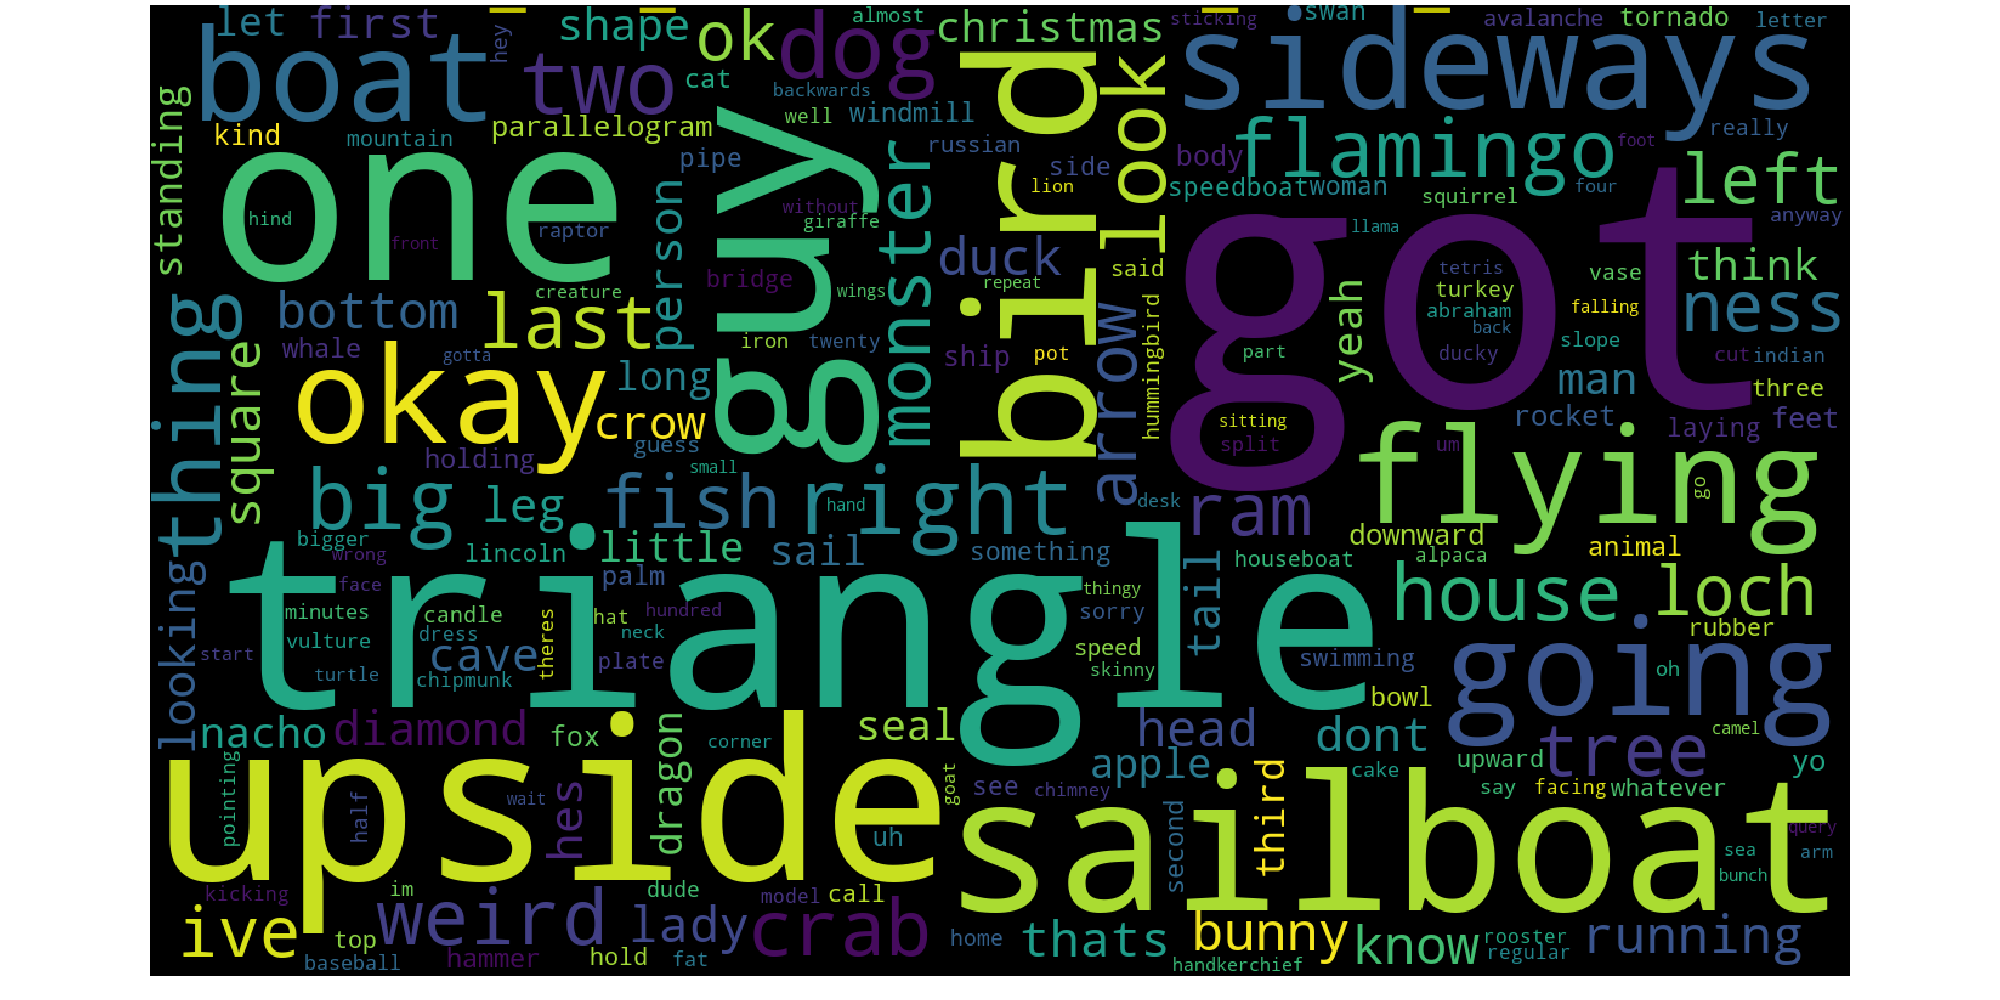 let first shape ok dog christmas almost sticking swan avalanche tornado letter
boat hey two cat backwards bird look sideways
standing kind mountain parallelogram guy well windmill russian flamingo really foot
one pipe monster side body left
hind raptor person without lion speedboat woman squirrel four anyway
front giraffe duck said got llama
thing creature bridge wings repeat yeah tetris vase think
bottom last arrow hummingbird turkey falling ness
whale gotta iron twenty ship pot abraham back slope
square okay long part ducky man cut indian
crow sitting rocket three feet
holding guess split um laying
big leg small fish hand right desk ram flying go
looking bigger wrong lincoln little sail something tail houseboat downward alpaca animal
face palm triangle thingy house loch
minutes candle hat hundred sorry rubber
start vulture dress theres neck speed swimming going
turtle cave chipmunk plate skinny bowl oh
nacho diamond fox dragon corner seal head dont tree camel
pointing upside goat see apple chimney third cake upward yo
half wait hes second say facing whatever
uh sailboat query
kicking im dude model call sea arm
ive weird lady crab bunny bunch
top hammer hold fat home thats know rooster running
baseball handkerchief regular